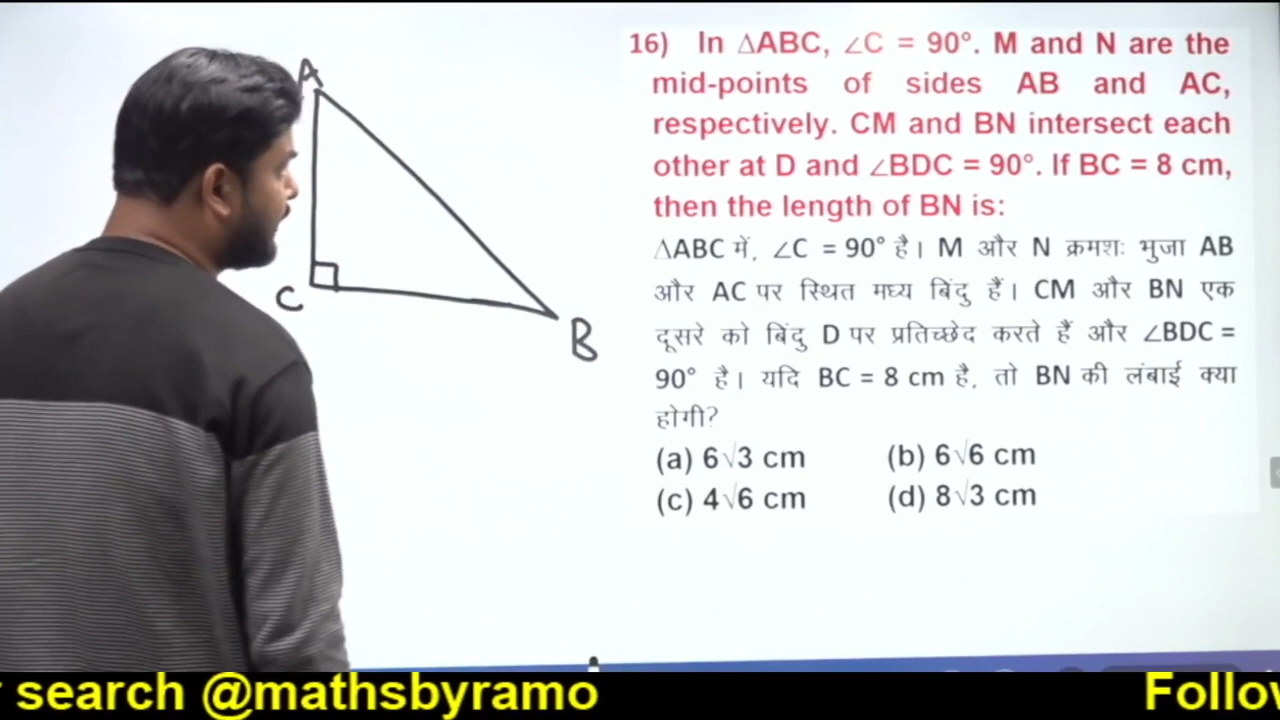 A
C
B
16) In △ABC, ∠C = 90°. M and N are the
mid-points of sides AB and AC,
respectively. CM and BN intersect each
other at D and ∠BDC = 90°. If BC = 8 cm,
then the length of BN is:
△ABC में, ∠C = 90° है। M और N क्रमशः भुजा AB
और AC पर स्थित मध्य बिंदु हैं। CM और BN एक
दूसरे को बिंदु D पर प्रतिच्छेद करते हैं और ∠BDC =
90° है। यदि BC = 8 cm है, तो BN की लंबाई क्या
होगी?
(a) 6√3 cm (b) 6√6 cm
(c) 4√6 cm (d) 8√3 cm
search @mathsbyramo Follow